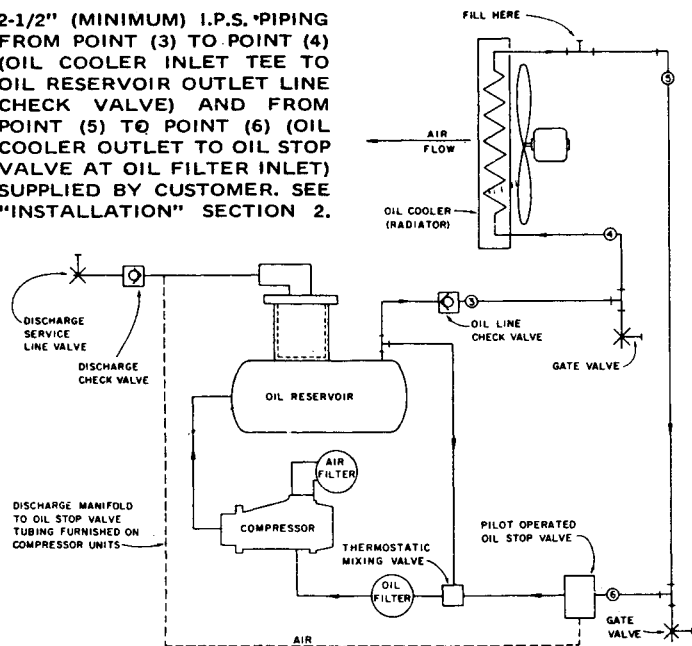 2-1/2" (MINIMUM) I.P.S. PIPING
FROM POINT (3) TO POINT (4)
(OIL COOLER INLET TEE TO
OIL RESERVOIR OUTLET LINE
CHECK VALVE) AND FROM
POINT (5) TO POINT (6) (OIL
COOLER OUTLET TO OIL STOP
VALVE AT OIL FILTER INLET)
SUPPLIED BY CUSTOMER. SEE
"INSTALLATION" SECTION 2.
FILL HERE
5
AIR
FLOW
OIL COOLER
(RADIATOR)
4
DISCHARGE
SERVICE
LINE VALVE
DISCHARGE
CHECK VALVE
3
OIL LINE
CHECK VALVE
GATE VALVE
OIL RESERVOIR
AIR
FILTER
COMPRESSOR
DISCHARGE MANIFOLD
TO OIL STOP VALVE
TUBING FURNISHED ON
COMPRESSOR UNITS
THERMOSTATIC
MIXING VALVE
PILOT OPERATED
OIL STOP VALVE
OIL
FILTER
6
GATE
VALVE
AIR